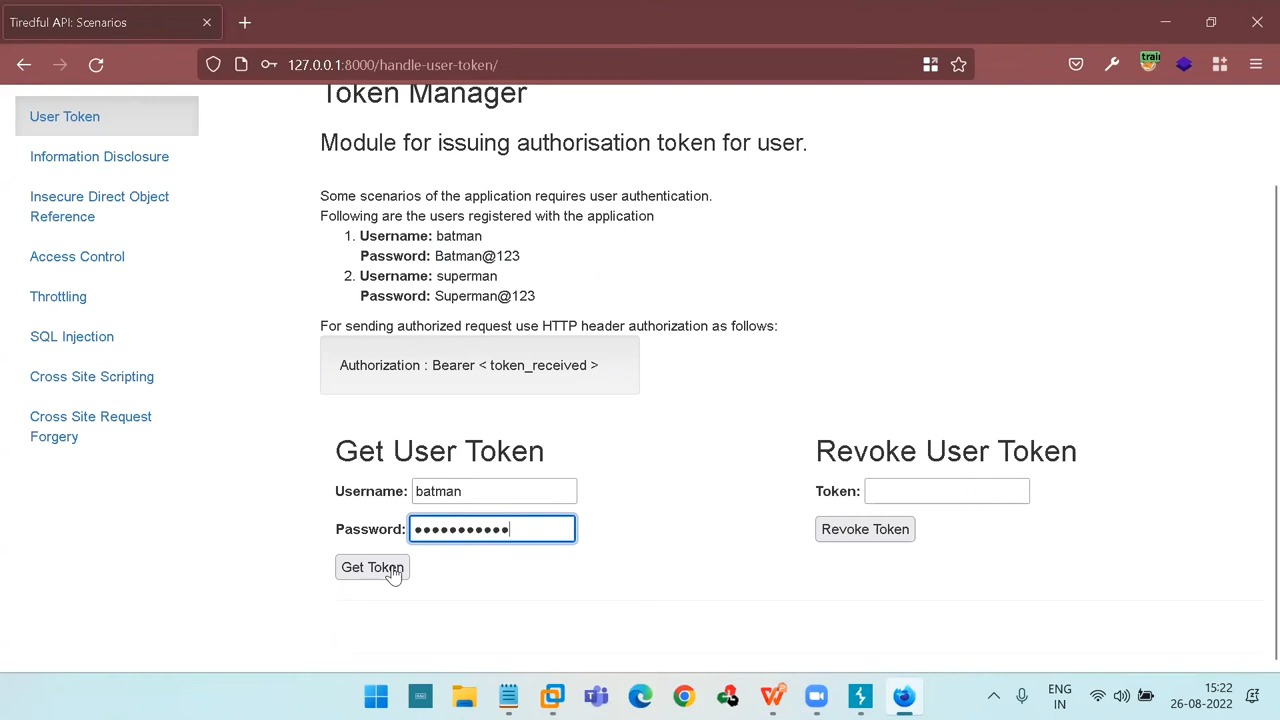 Tiredful API: Scenarios
127.0.0.1:8000/handle-user-token/
User Token
Information Disclosure
Insecure Direct Object
Reference
Access Control
Throttling
SQL Injection
Cross Site Scripting
Cross Site Request
Forgery
Token Manager
Module for issuing authorisation token for user.
Some scenarios of the application requires user authentication.
Following are the users registered with the application
1. Username: batman
Password: Batman@123
2. Username: superman
Password: Superman@123
For sending authorized request use HTTP header authorization as follows:
Authorization : Bearer < token_received >
Get User Token
Username: batman
Password: ●●●●●●●●●●●
Get Token
Revoke User Token
Token:
Revoke Token
ENG
IN
15:22
26-08-2022